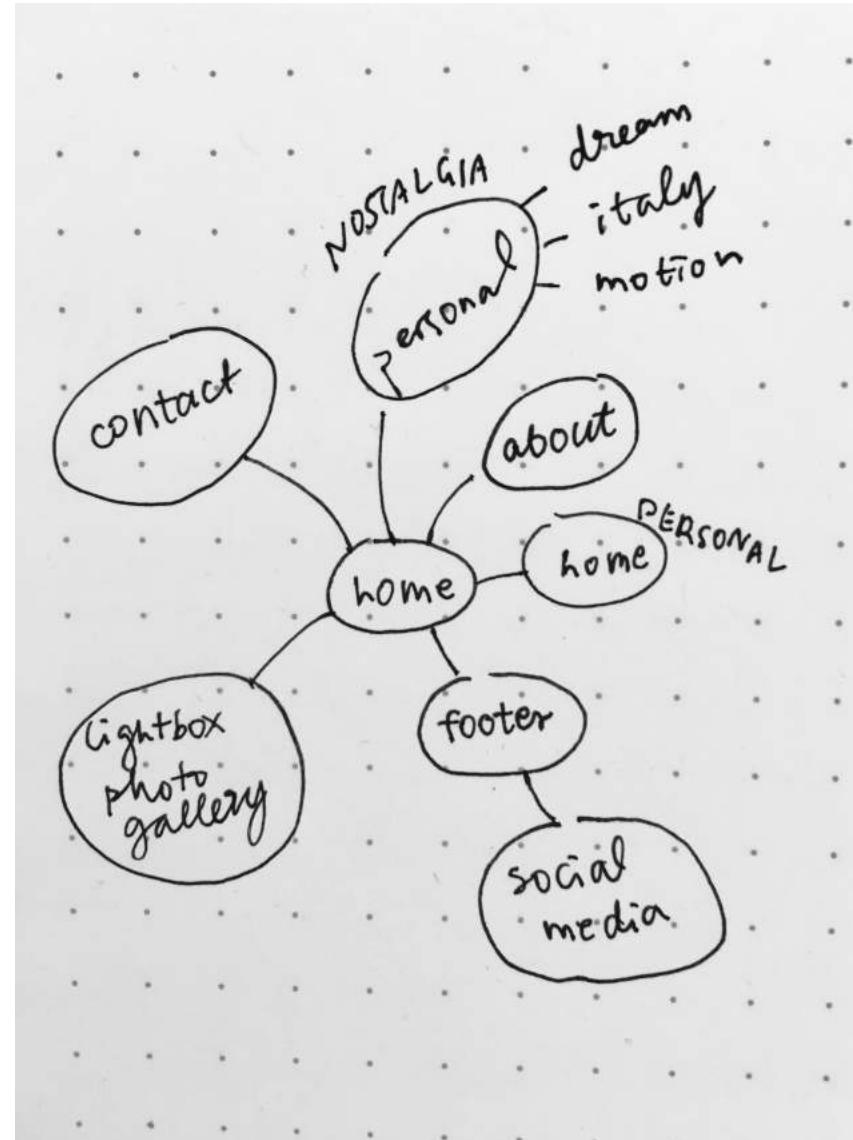 NOSTALGIA
personal
dream
italy
motion
contact
about
home
home
PERSONAL
footer
lightbox
photo
gallery
social
media